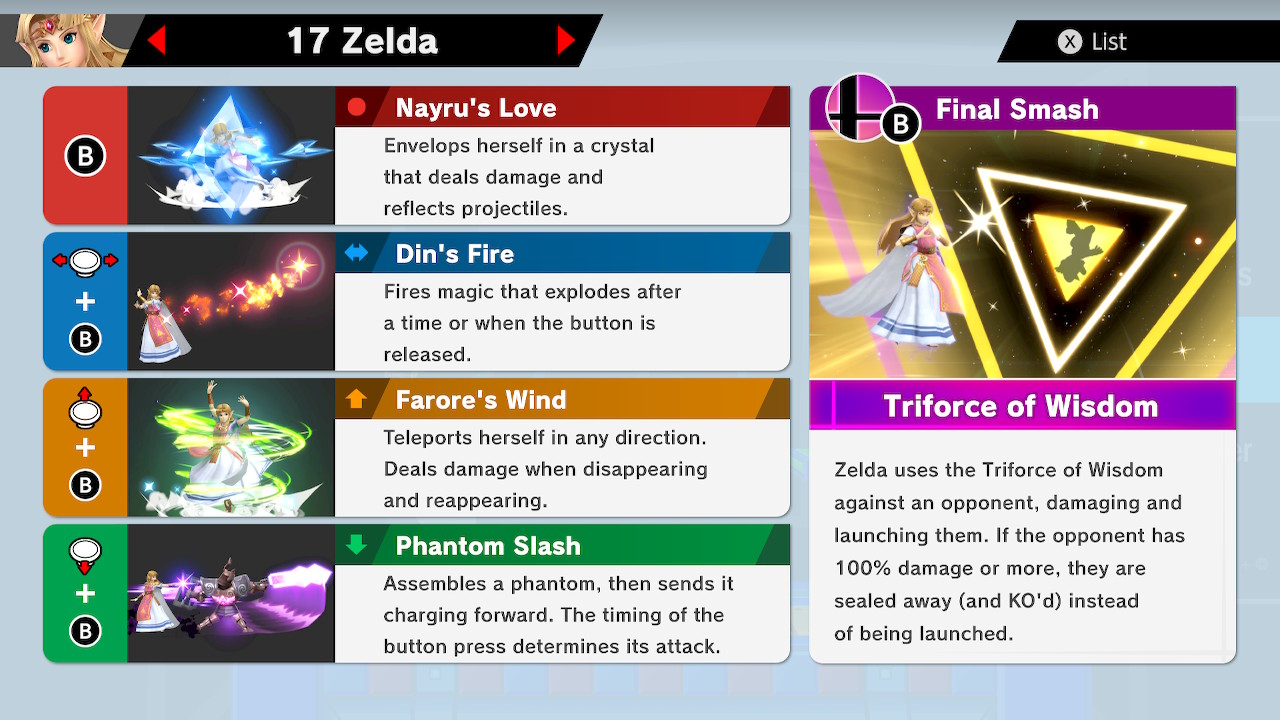 17 Zelda
X List
B
Nayru's Love
Envelops herself in a crystal
that deals damage and
reflects projectiles.
+
B
Din's Fire
Fires magic that explodes after
a time or when the button is
released.
+
B
Farore's Wind
Teleports herself in any direction.
Deals damage when disappearing
and reappearing.
+
B
Phantom Slash
Assembles a phantom, then sends it
charging forward. The timing of the
button press determines its attack.
B
Final Smash
Triforce of Wisdom
Zelda uses the Triforce of Wisdom
against an opponent, damaging and
launching them. If the opponent has
100% damage or more, they are
sealed away (and KO'd) instead
of being launched.